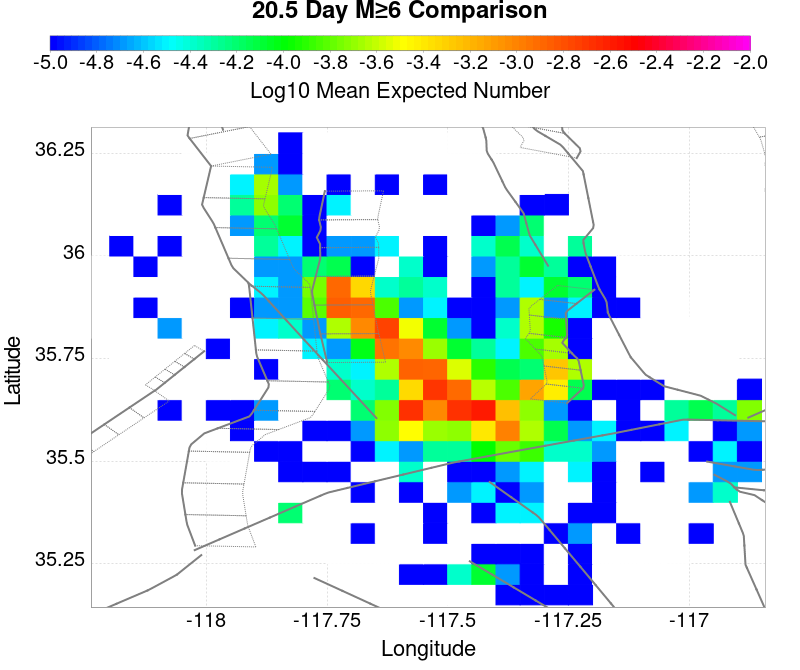 20.5 Day M≥6 Comparison
-5.0 -4.8 -4.6 -4.4 -4.2 -4.0 -3.8 -3.6 -3.4 -3.2 -3.0 -2.8 -2.6 -2.4 -2.2 -2.0
Log10 Mean Expected Number
36.25
36
35.75
35.5
35.25
Latitude
-118 -117.75 -117.5 -117.25 -117
Longitude